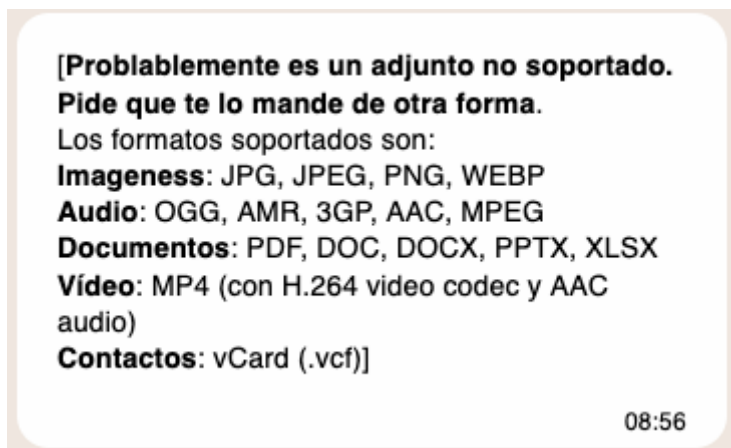 [Problablemente es un adjunto no soportado.
Pide que te lo mande de otra forma.
Los formatos soportados son:
Imageness: JPG, JPEG, PNG, WEBP
Audio: OGG, AMR, 3GP, AAC, MPEG
Documentos: PDF, DOC, DOCX, PPTX, XLSX
Vídeo: MP4 (con H.264 video codec y AAC
audio)
Contactos: vCard (.vcf)]
08:56